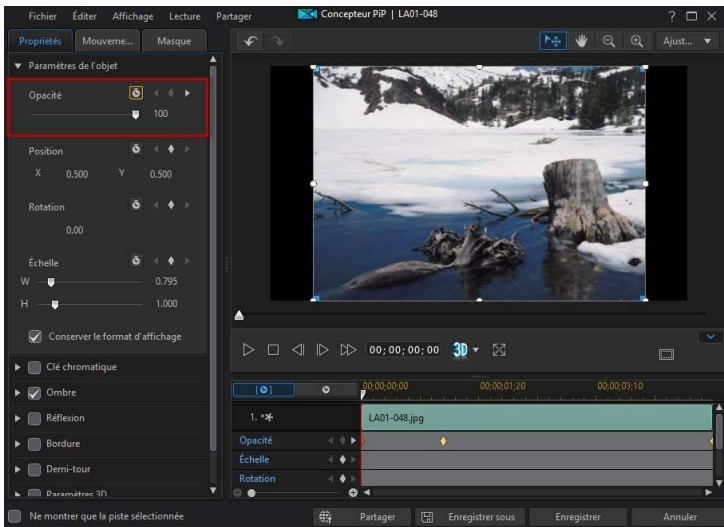 Fichier Éditer Affichage Lecture Partager Concepteur PiP | LA01-048 ?
Propriétés Mouveme... Masque Ajust...
Paramètres de l'objet
Opacité
100
Position
X 0.500 Y 0.500
Rotation
0.00
Échelle
W 0.795
H 1.000
Conserver le format d'affichage
00;00;00;00 3D
Clé chromatique
Ombre
00;00;00;00 00;00;01;20 00;00;03;10
Réflexion
1. LA01-048.jpg
Bordure
Opacité
Échelle
Demi-tour
Rotation
Paramètres 3D
Ne montrer que la piste sélectionnée Partager Enregistrer sous Enregistrer Annuler